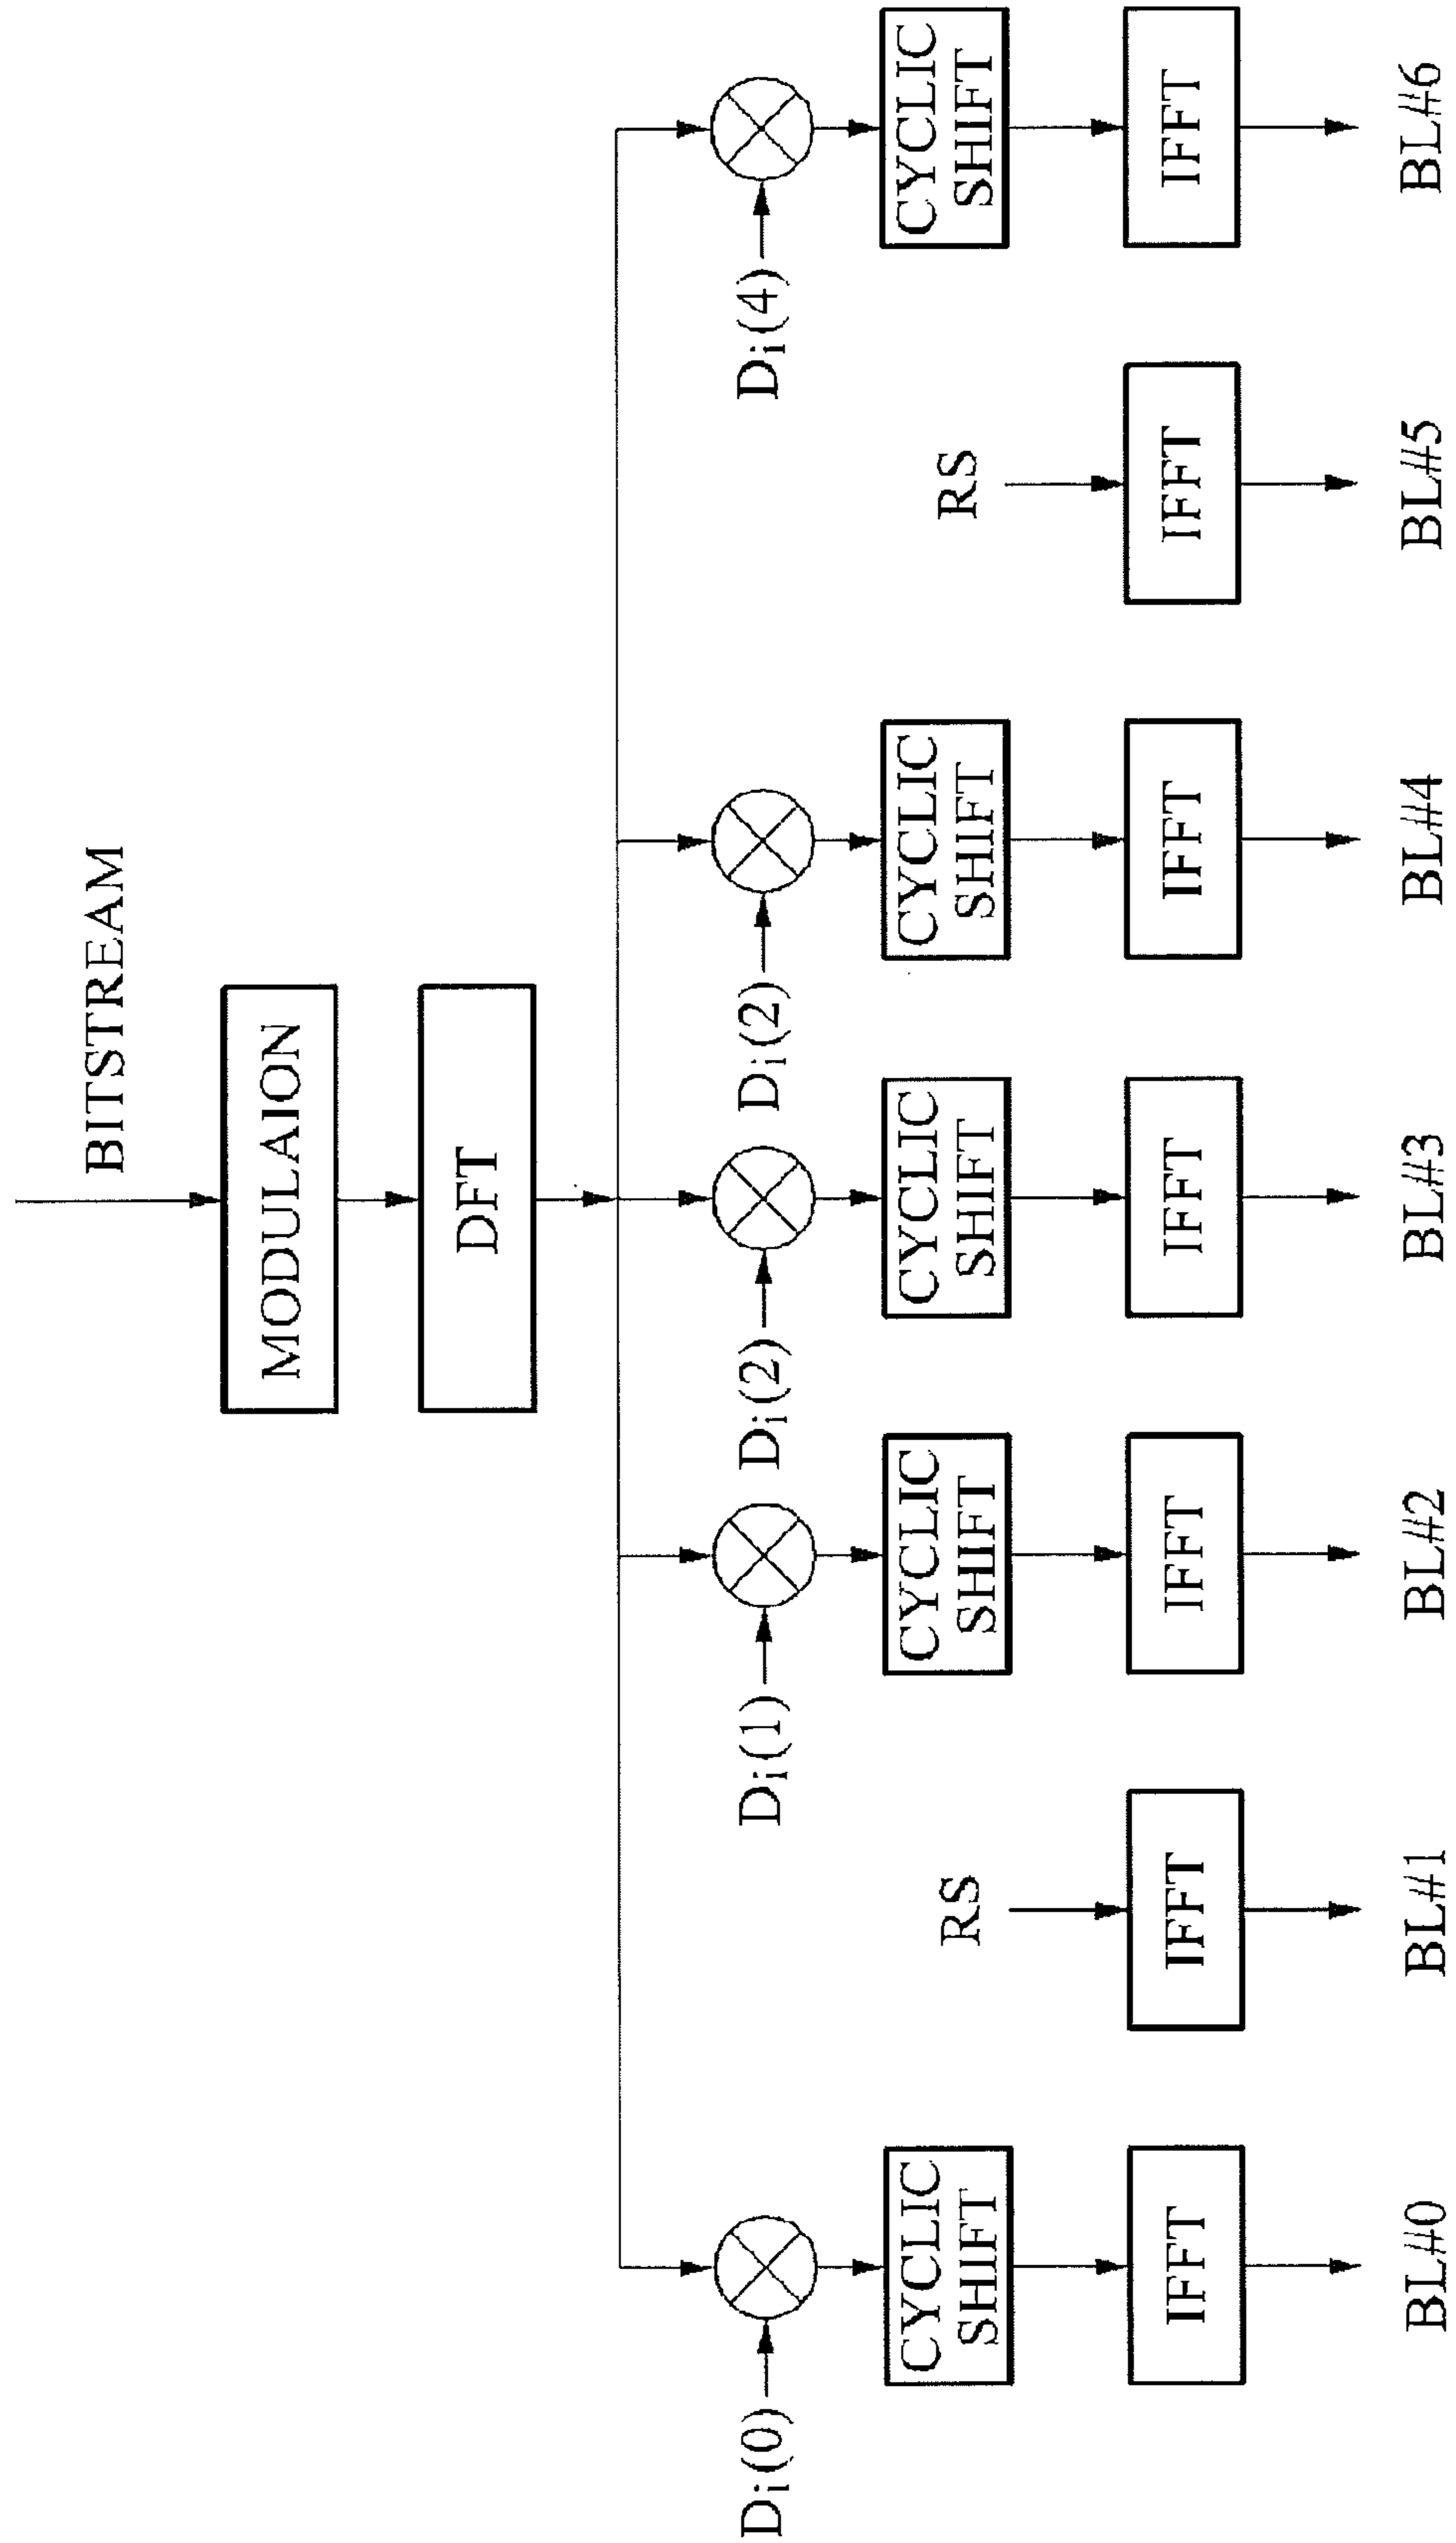 BITSTREAM
MODULAION
DFT
Di(0)
Di(1)
Di(2)
Di(2)
Di(4)
CYCLIC
SHIFT
RS
CYCLIC
SHIFT
CYCLIC
SHIFT
CYCLIC
SHIFT
RS
CYCLIC
SHIFT
IFFT
IFFT
IFFT
IFFT
IFFT
IFFT
IFFT
BL#0
BL#1
BL#2
BL#3
BL#4
BL#5
BL#6